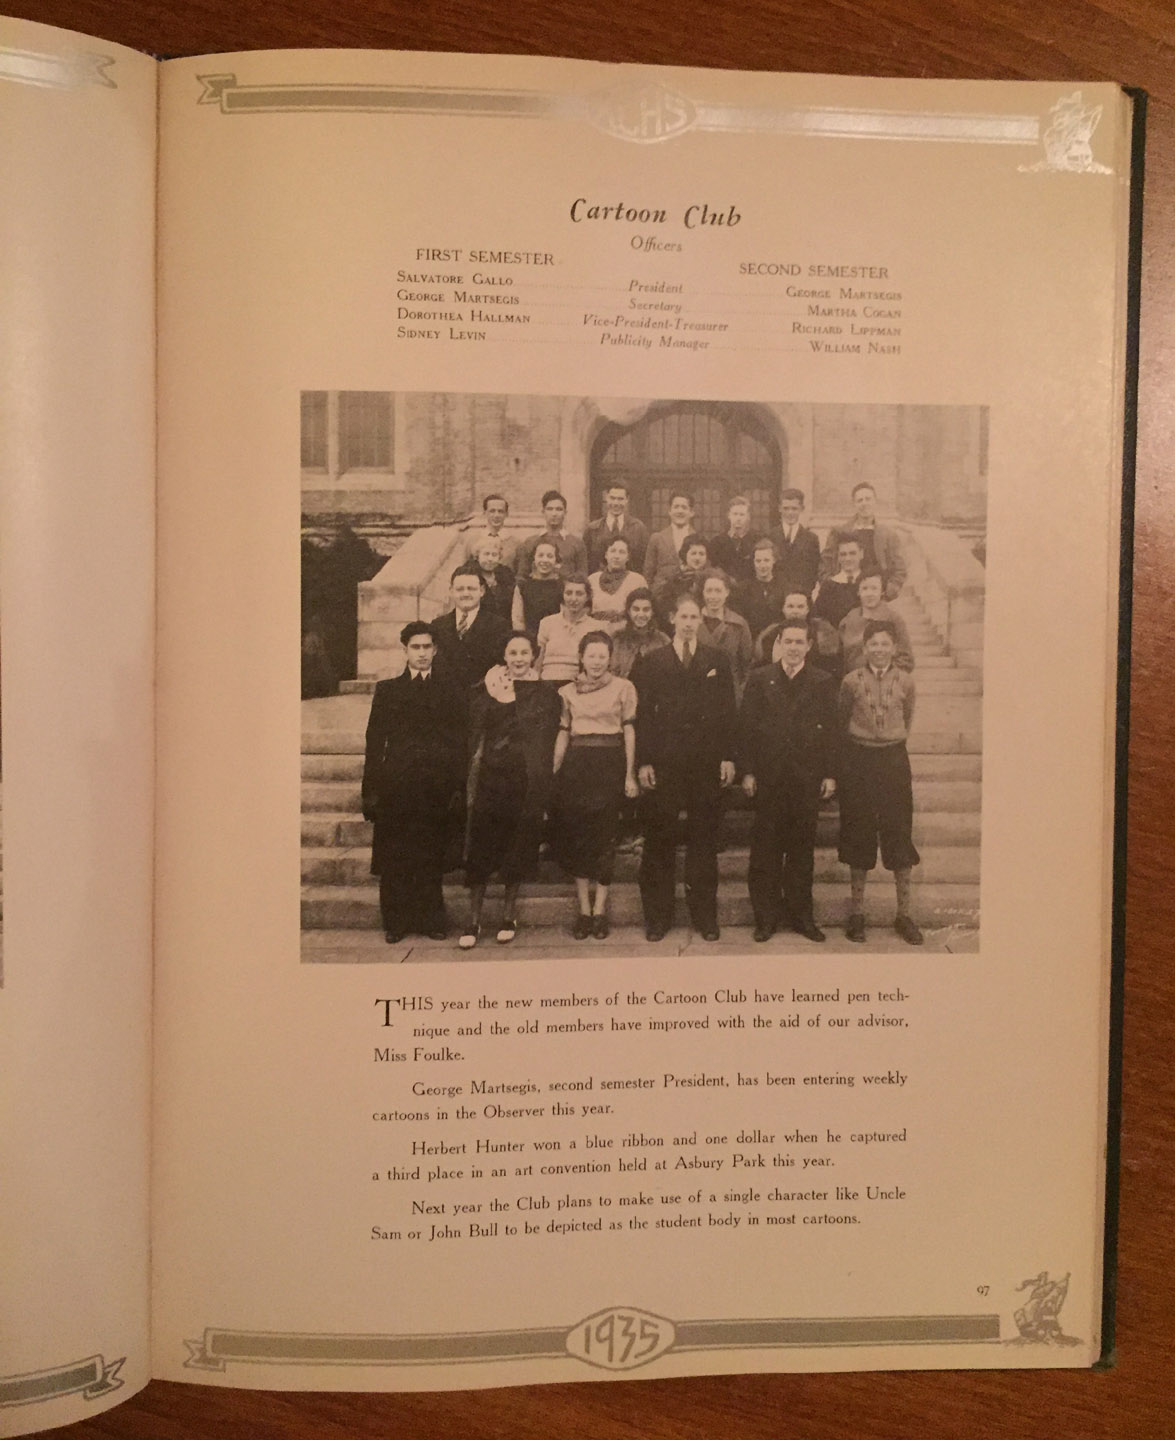 ACHS
Cartoon Club
Officers
FIRST SEMESTER SECOND SEMESTER
SALVATORE GALLO President GEORGE MARTSEGIS
GEORGE MARTSEGIS Secretary MARTHA COGAN
DOROTHEA HALLMAN Vice-President-Treasurer RICHARD LIPPMAN
SIDNEY LEVIN Publicity Manager WILLIAM NASH
THIS year the new members of the Cartoon Club have learned pen tech-
nique and the old members have improved with the aid of our advisor,
Miss Foulke.
George Martsegis, second semester President, has been entering weekly
cartoons in the Observer this year.
Herbert Hunter won a blue ribbon and one dollar when he captured
a third place in an art convention held at Asbury Park this year.
Next year the Club plans to make use of a single character like Uncle
Sam or John Bull to be depicted as the student body in most cartoons.
97
1935